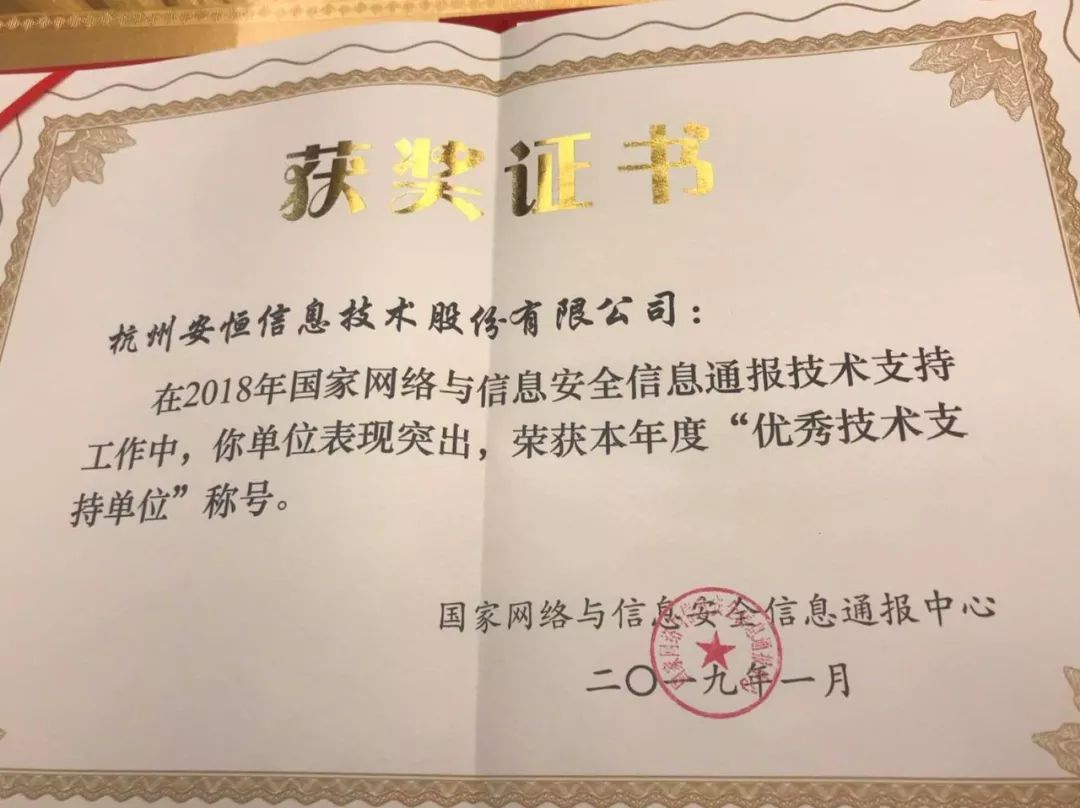 获奖证书
杭州安恒信息技术股份有限公司：
在2018年国家网络与信息安全信息通报技术支持
工作中，你单位表现突出，荣获本年度“优秀技术支
持单位”称号。
国家网络与信息安全信息通报中心
二〇一九年一月